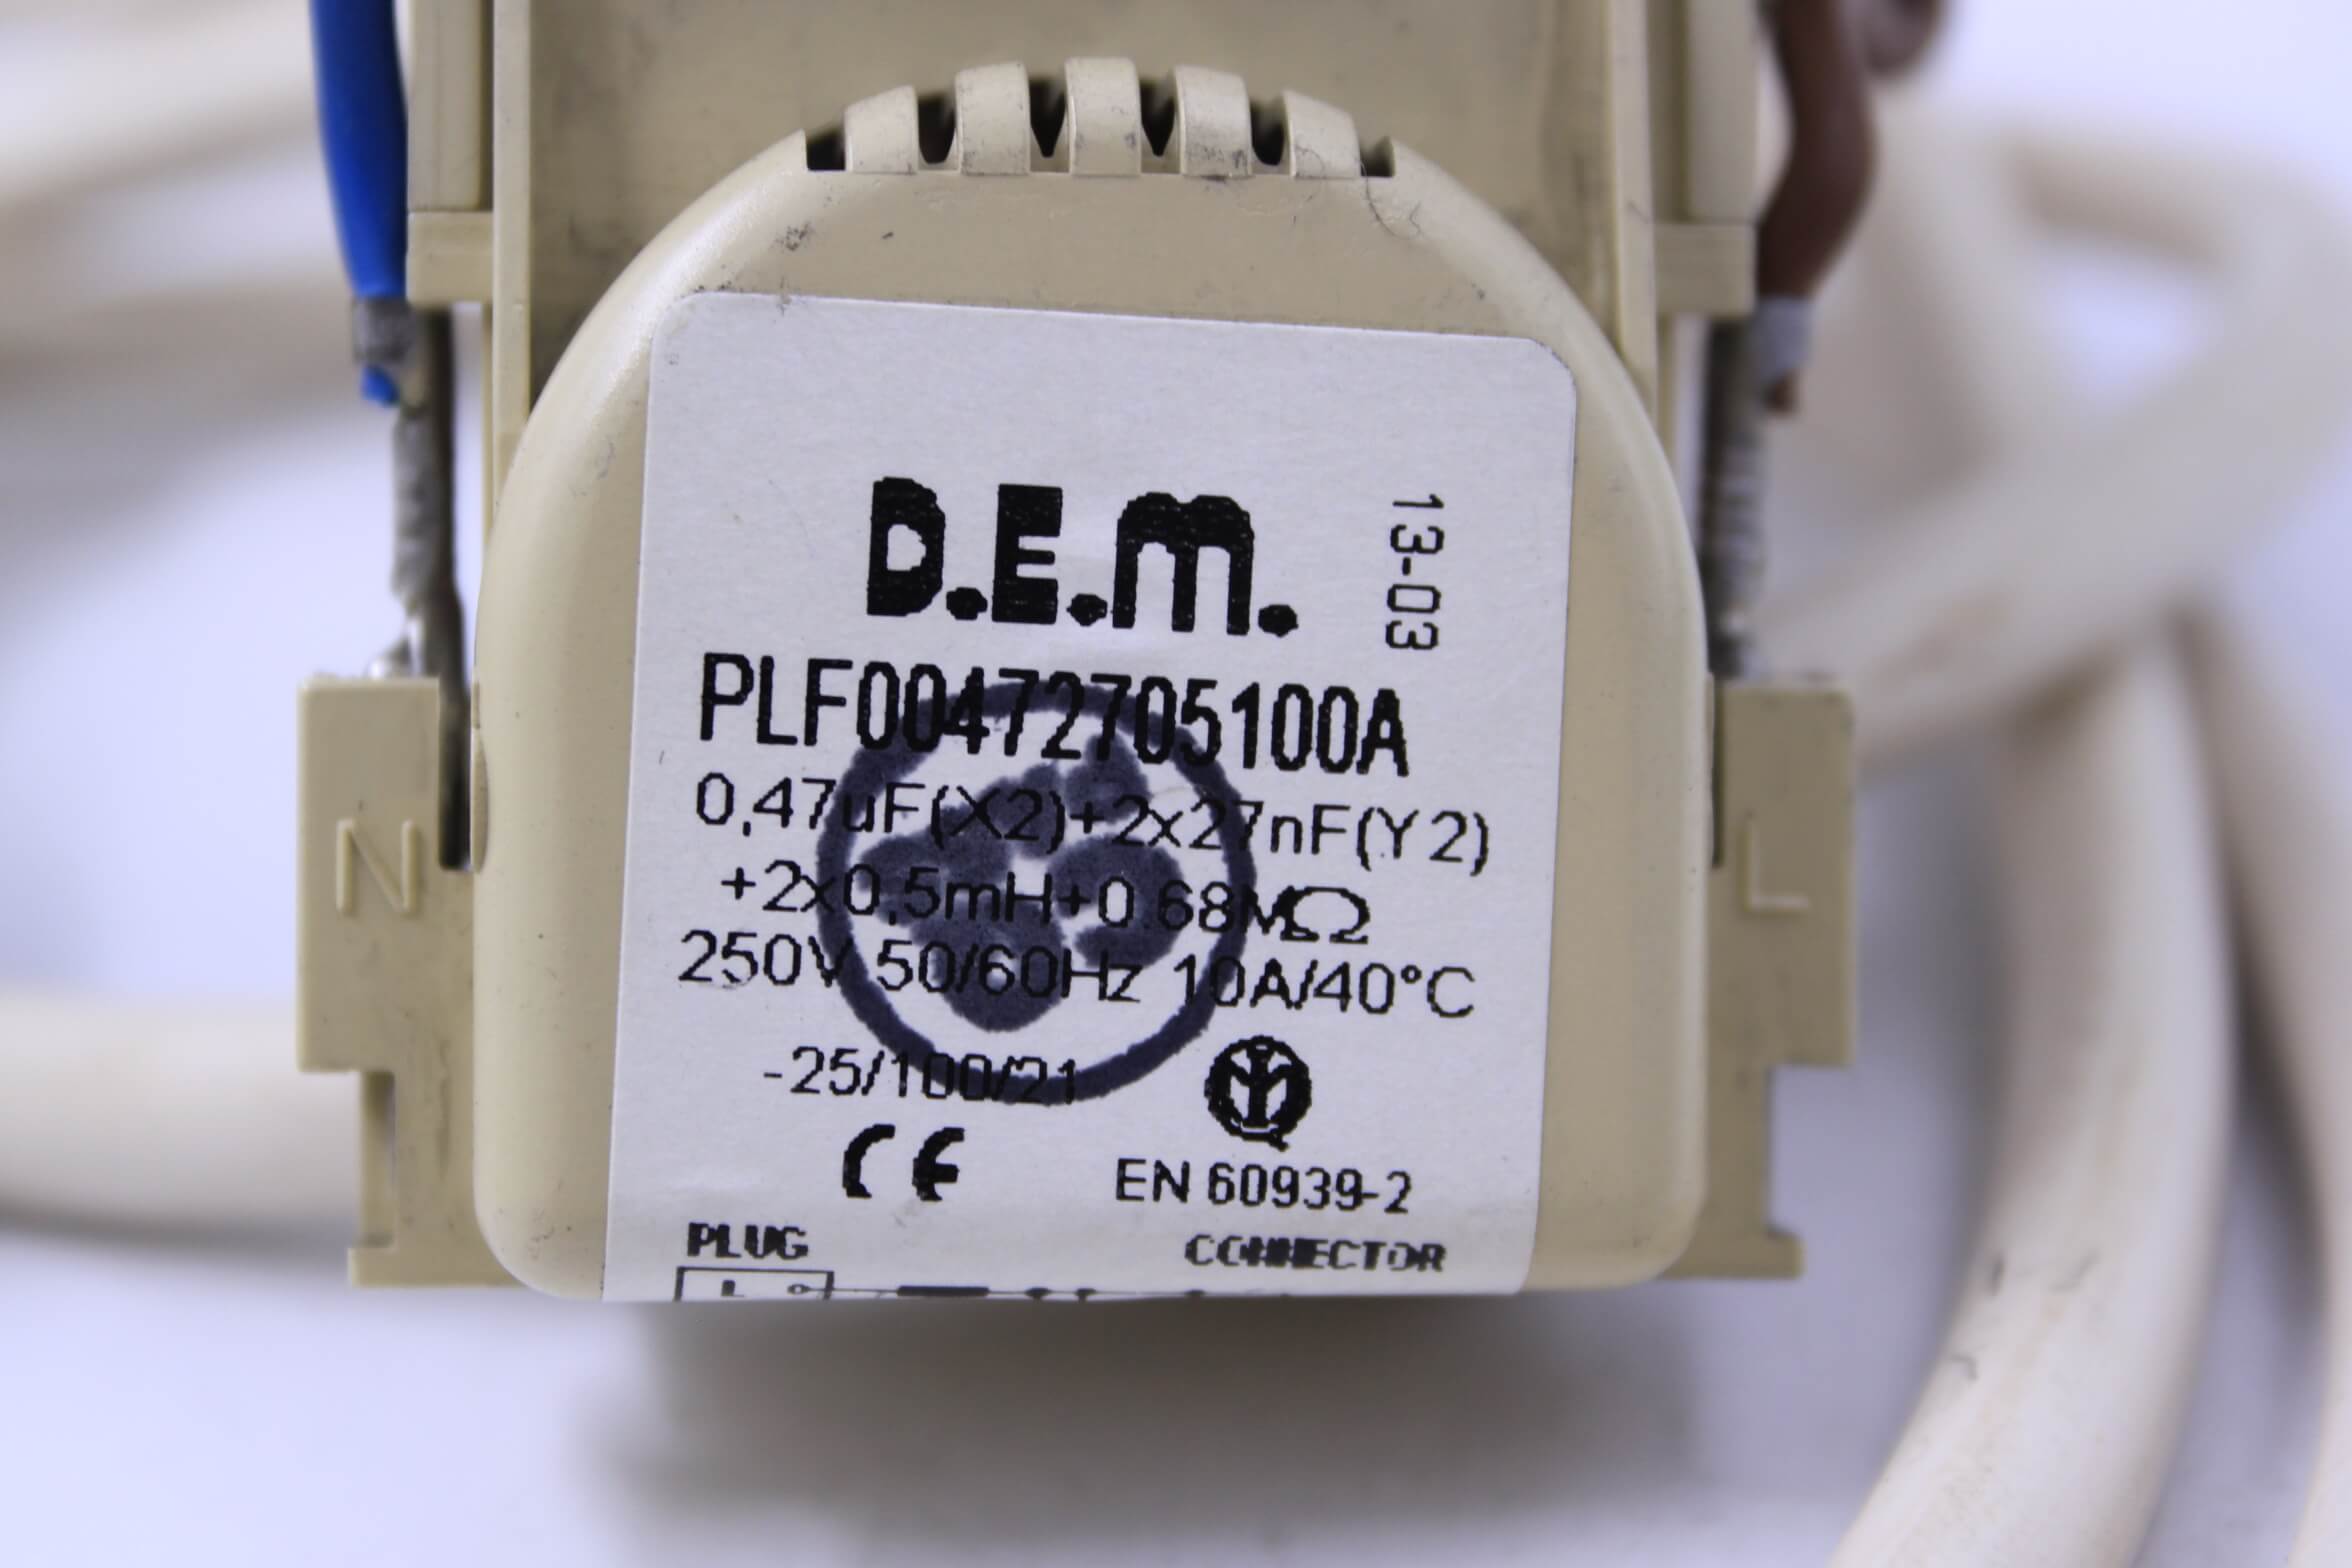 D.E.M.
13-03
PLF00472705100A
0,47uF(X2)+2x27nF(Y2)
+2x0,5mH+0.68MΩ
250V 50/60Hz 10A/40°C
-25/100/21
CE
EN 60939-2
PLUG
CONNECTOR
L
N
L